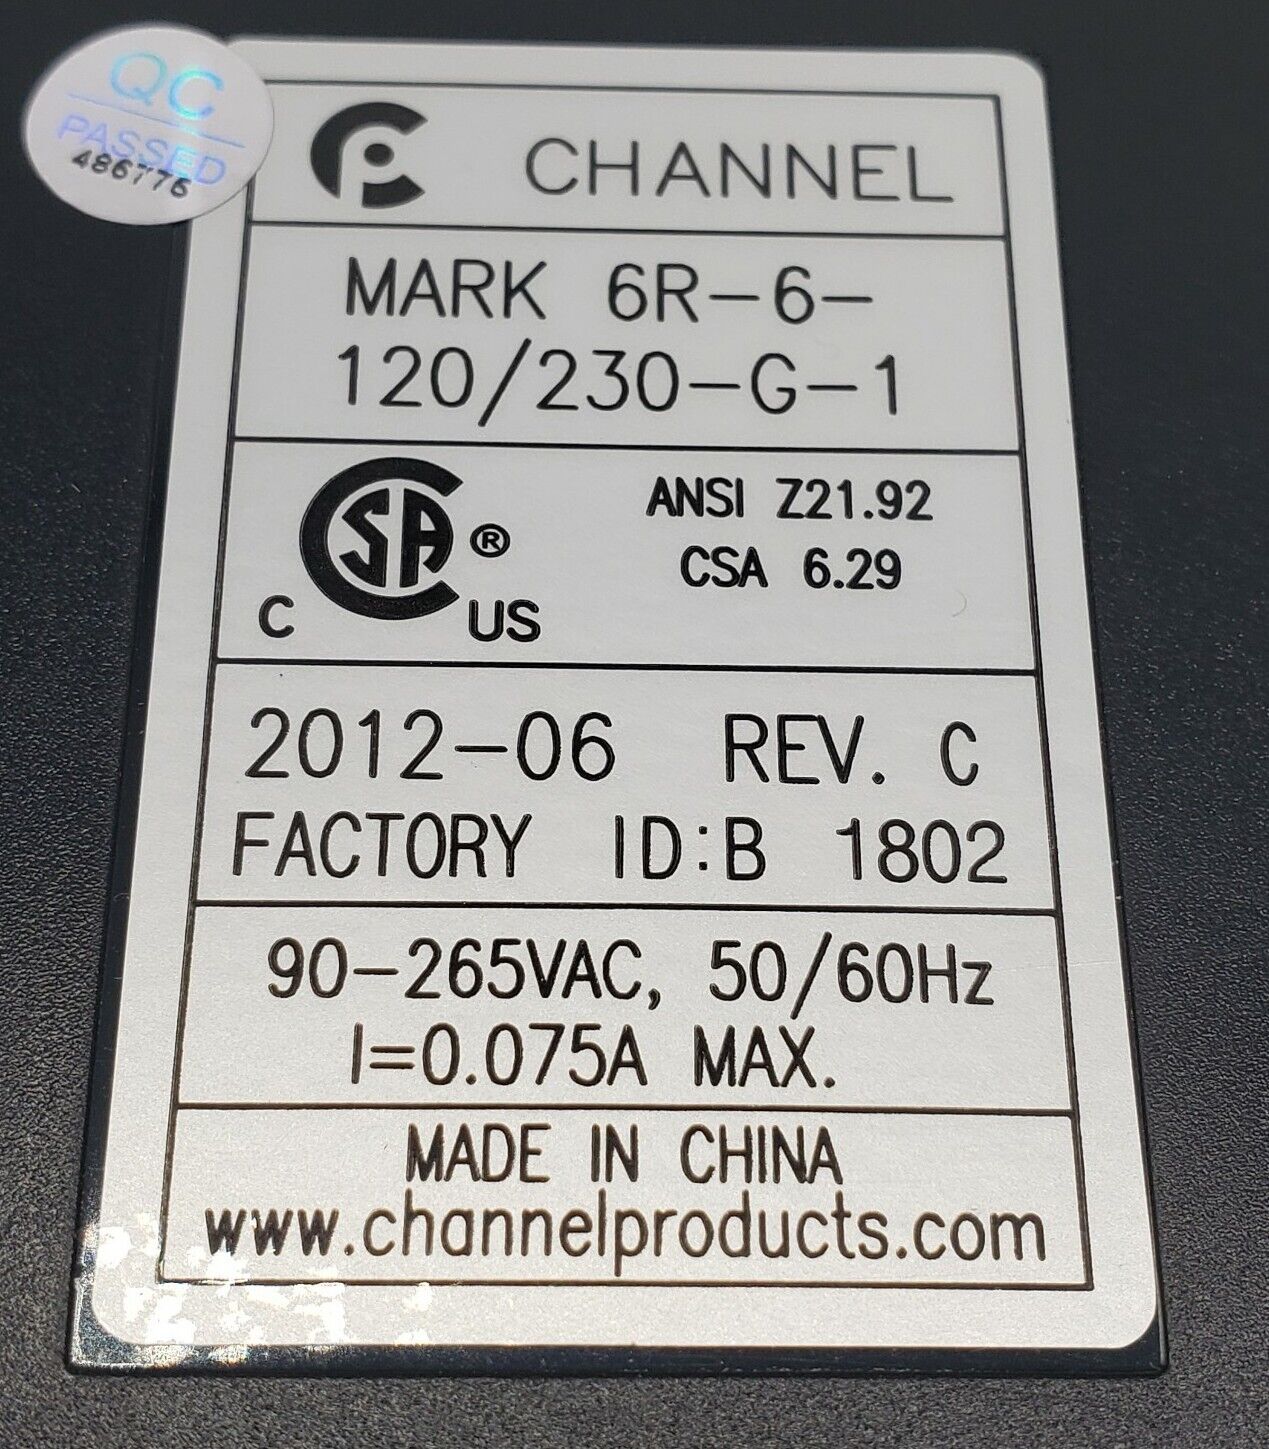 QC
PASSED
486776
CHANNEL
MARK 6R-6-
120/230-G-1
CSA ®
C US
ANSI Z21.92
CSA 6.29
2012-06 REV. C
FACTORY ID:B 1802
90-265VAC, 50/60Hz
I=0.075A MAX.
MADE IN CHINA
www.channelproducts.com